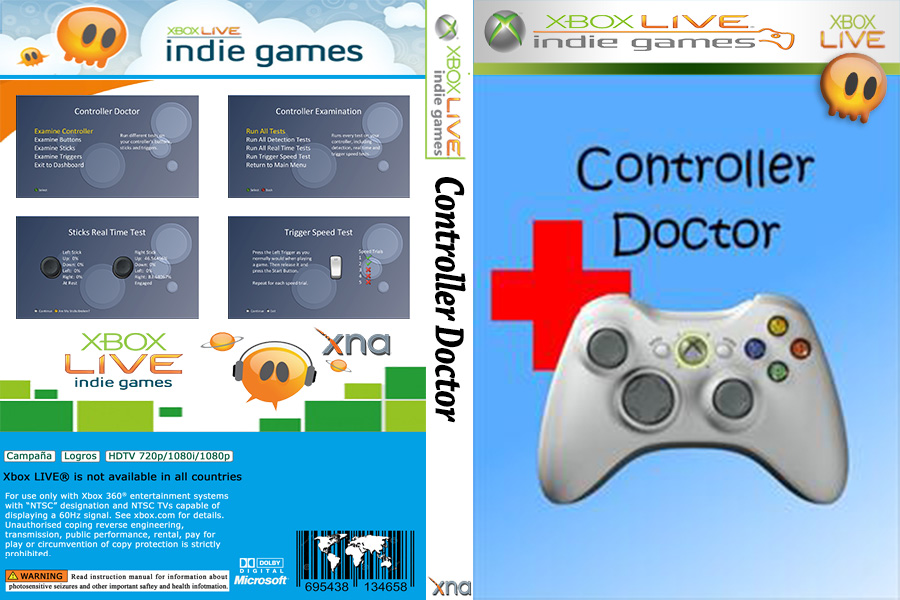 XBOX LIVE
indie games
Controller Doctor
Examine Controller
Examine Buttons
Examine Sticks
Examine Triggers
Exit to Dashboard
Run different tests on
your controller's buttons,
sticks and triggers.
Select
Controller Examination
Run All Tests
Run All Detection Tests
Run All Real Time Tests
Run Trigger Speed Test
Return to Main Menu
Runs every test on your
controller, including
detection, real time and
trigger speed tests.
Select Back
Sticks Real Time Test
Left Stick
Up: 0%
Down: 0%
Left: 0%
Right: 0%
At Rest
Right Stick
Down: 0%
Left: 0%
Engaged
Continue
Trigger Speed Test
Press the Left Trigger as you
normally would when playing
a game. Then release it and
press the Start Button.
Repeat for each speed trial.
Speed Trials
1
2
3
4
5
Continue Exit
XBOX
LIVE
indie games
xna
Campaña Logros HDTV 720p/1080i/1080p
Xbox LIVE® is not available in all countries
For use only with Xbox 360® entertainment systems
with "NTSC" designation and NTSC TVs capable of
displaying a 60Hz signal. See xbox.com for details.
Unauthorised coping reverse engineering,
transmission, public performance, rental, pay for
play or circumvention of copy protection is strictly
prohibited.
WARNING Read instruction manual for information about
photosensitive seizures and other important saftey and health infotmation.
DOLBY
DIGITAL
Microsoft
695438 134658
XBOX LIVE
indie games
Controller Doctor
xna
XBOX LIVE
indie games
XBOX
LIVE
Controller
Doctor